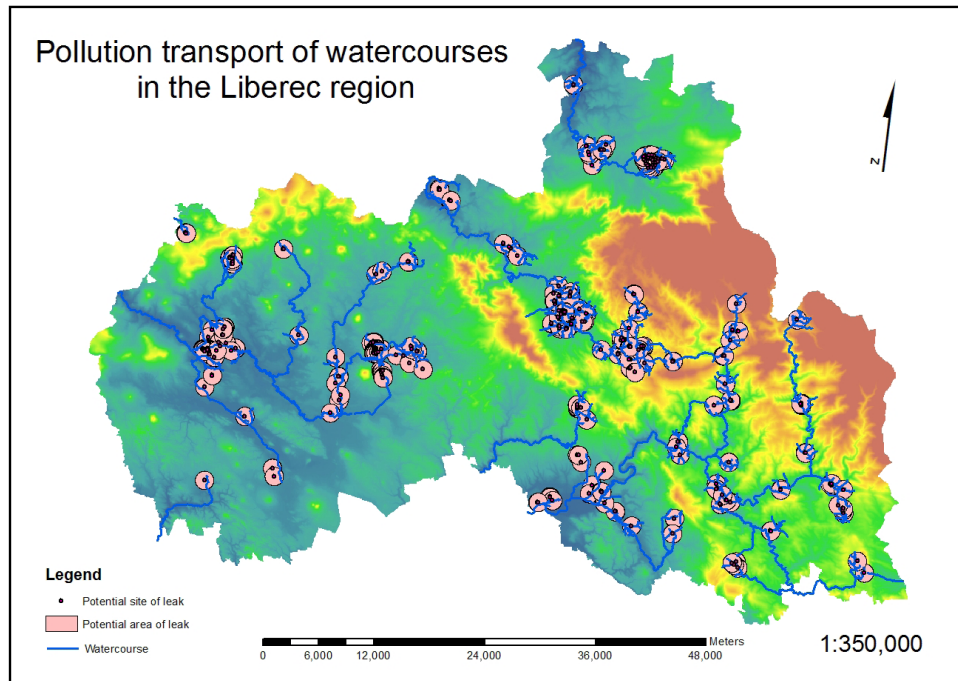 Pollution transport of watercourses
in the Liberec region
z
Legend
Potential site of leak
Potential area of leak
Watercourse
Meters
0 6,000 12,000 24,000 36,000 48,000
1:350,000